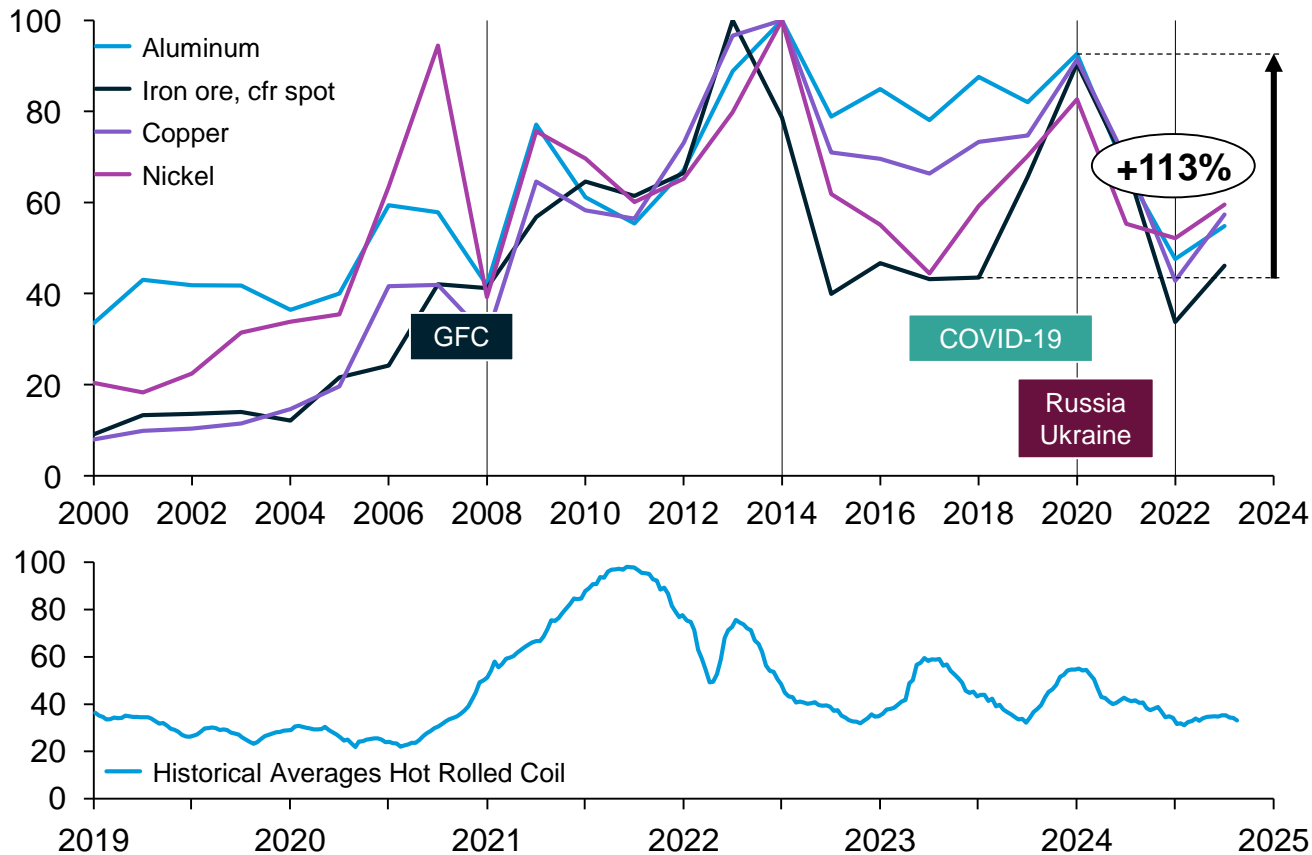 100
Aluminum
Iron ore, cfr spot
80
Copper
Nickel
+113%
60
40
GFC
COVID-19
20
Russia
Ukraine
0
2000 2002 2004 2006 2008 2010 2012 2014 2016 2018 2020 2022 2024
100
80
60
40
20
Historical Averages Hot Rolled Coil
0
2019 2020 2021 2022 2023 2024 2025